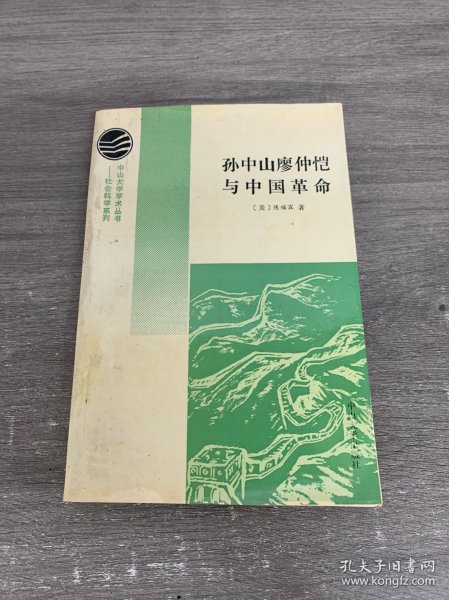 孙中山廖仲恺
与中国革命
〔美〕陈福霖 著
中山大学学术丛书
——社会科学系列
孔夫子旧书网
www.kongfz.com